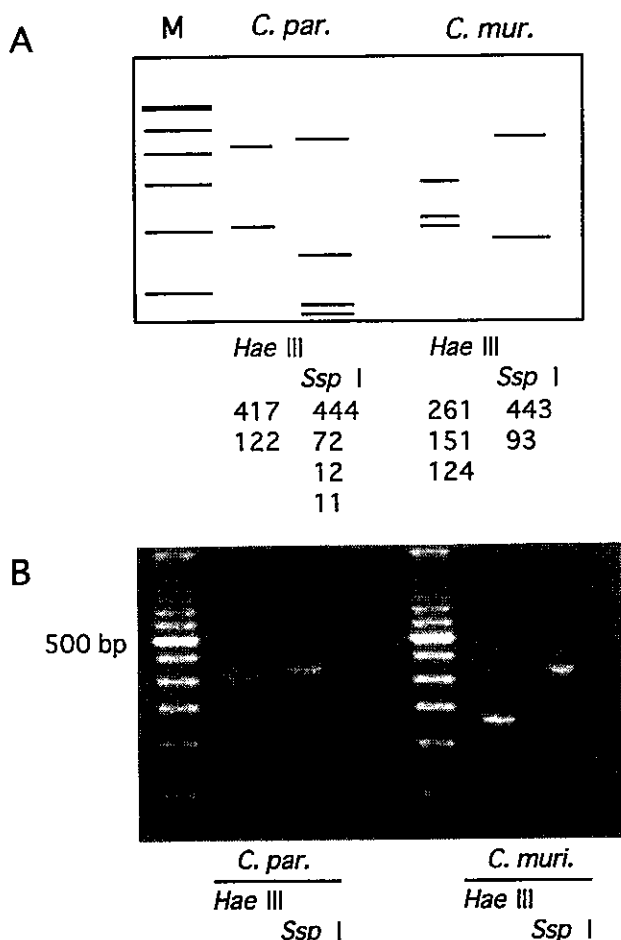 A M C. par. C. mur.
Hae III Hae III
Ssp I Ssp I
417 444 261 443
122 72 151 93
12 124
11
B
500 bp
C. par. C. muri.
Hae III Hae III
Ssp I Ssp I